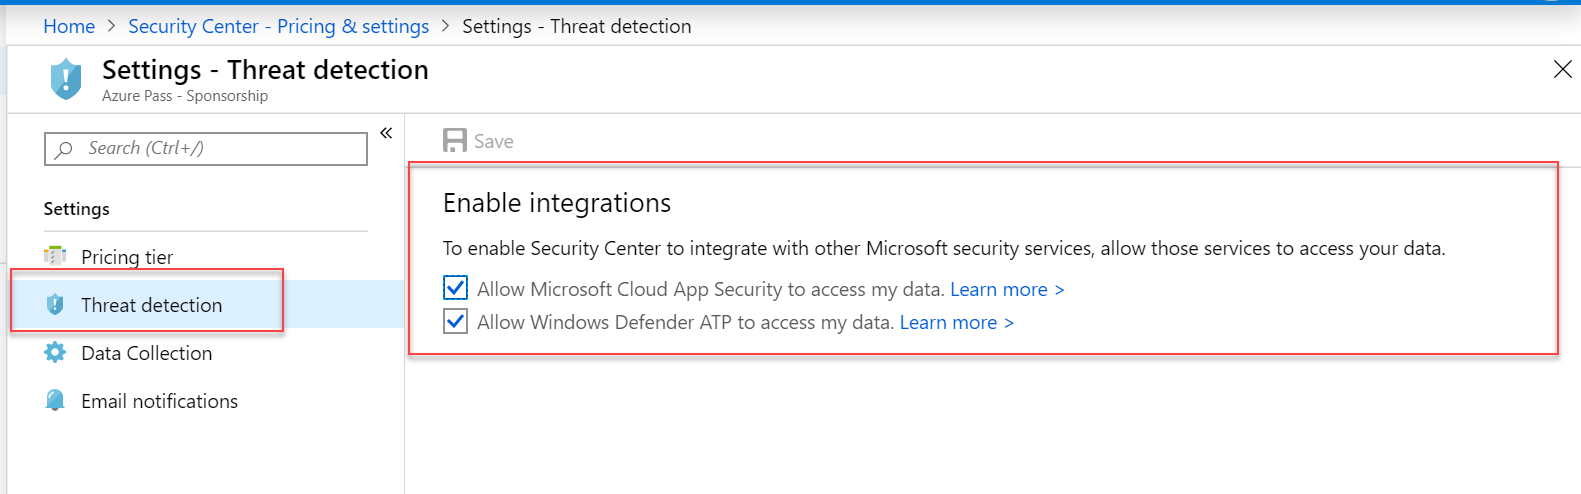 Home > Security Center - Pricing & settings > Settings - Threat detection
Settings - Threat detection
Azure Pass - Sponsorship
Search (Ctrl+/)
«
Settings
Pricing tier
Threat detection
Data Collection
Email notifications
Save
Enable integrations
To enable Security Center to integrate with other Microsoft security services, allow those services to access your data.
Allow Microsoft Cloud App Security to access my data. Learn more >
Allow Windows Defender ATP to access my data. Learn more >